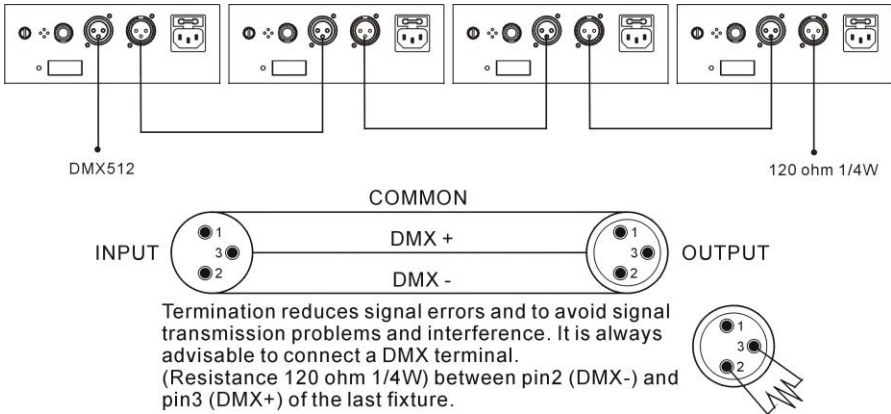 DMX512
120 ohm 1/4W
COMMON
INPUT
1
3
2
DMX +
DMX -
1
3
2
OUTPUT
Termination reduces signal errors and to avoid signal
transmission problems and interference. It is always
advisable to connect a DMX terminal.
(Resistance 120 ohm 1/4W) between pin2 (DMX-) and
pin3 (DMX+) of the last fixture.
1
3
2